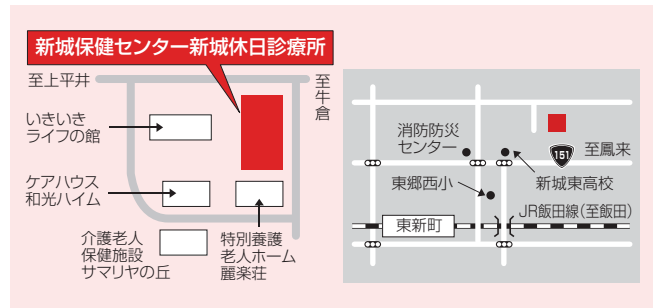 新城保健センター新城休日診療所
至上平井
至牛倉
いきいき
ライフの館
ケアハウス
和光ハイム
介護老人
保健施設
サマリヤの丘
特別養護
老人ホーム
麗楽荘
消防防災
センター
151
至鳳来
東郷西小
新城東高校
JR飯田線(至飯田)
東新町